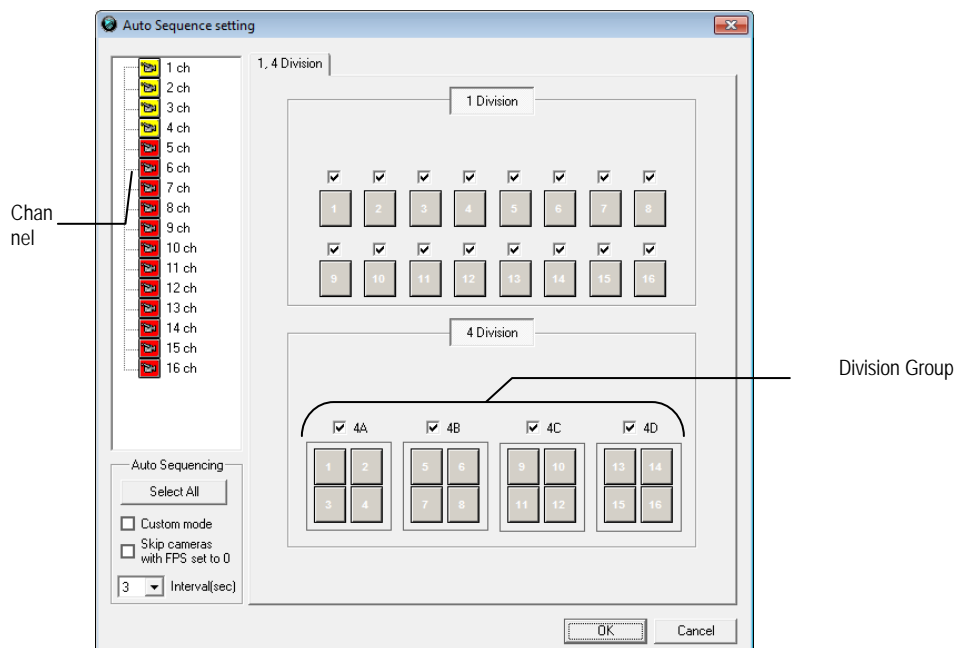 Auto Sequence setting
1 ch
2 ch
3 ch
4 ch
5 ch
6 ch
7 ch
8 ch
9 ch
10 ch
11 ch
12 ch
13 ch
14 ch
15 ch
16 ch
Chan
nel
1, 4 Division
1 Division
1 2 3 4 5 6 7 8
9 10 11 12 13 14 15 16
4 Division
Division Group
4A 4B 4C 4D
1 2 5 6 9 10 13 14
3 4 7 8 11 12 15 16
Auto Sequencing
Select All
Custom mode
Skip cameras
with FPS set to 0
3 Interval(sec)
OK Cancel